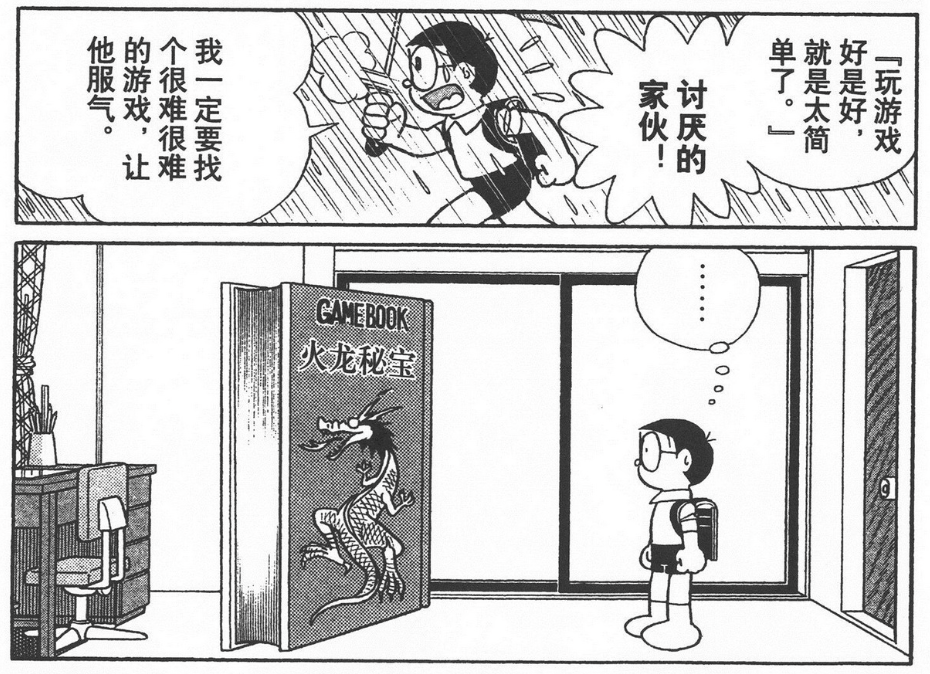 『玩游戏
好是好，
就是太简
单了。』
讨厌的
家伙！
我一定要找
个很难很难
的游戏，让
他服气。
……
GAME BOOK
火龙秘宝